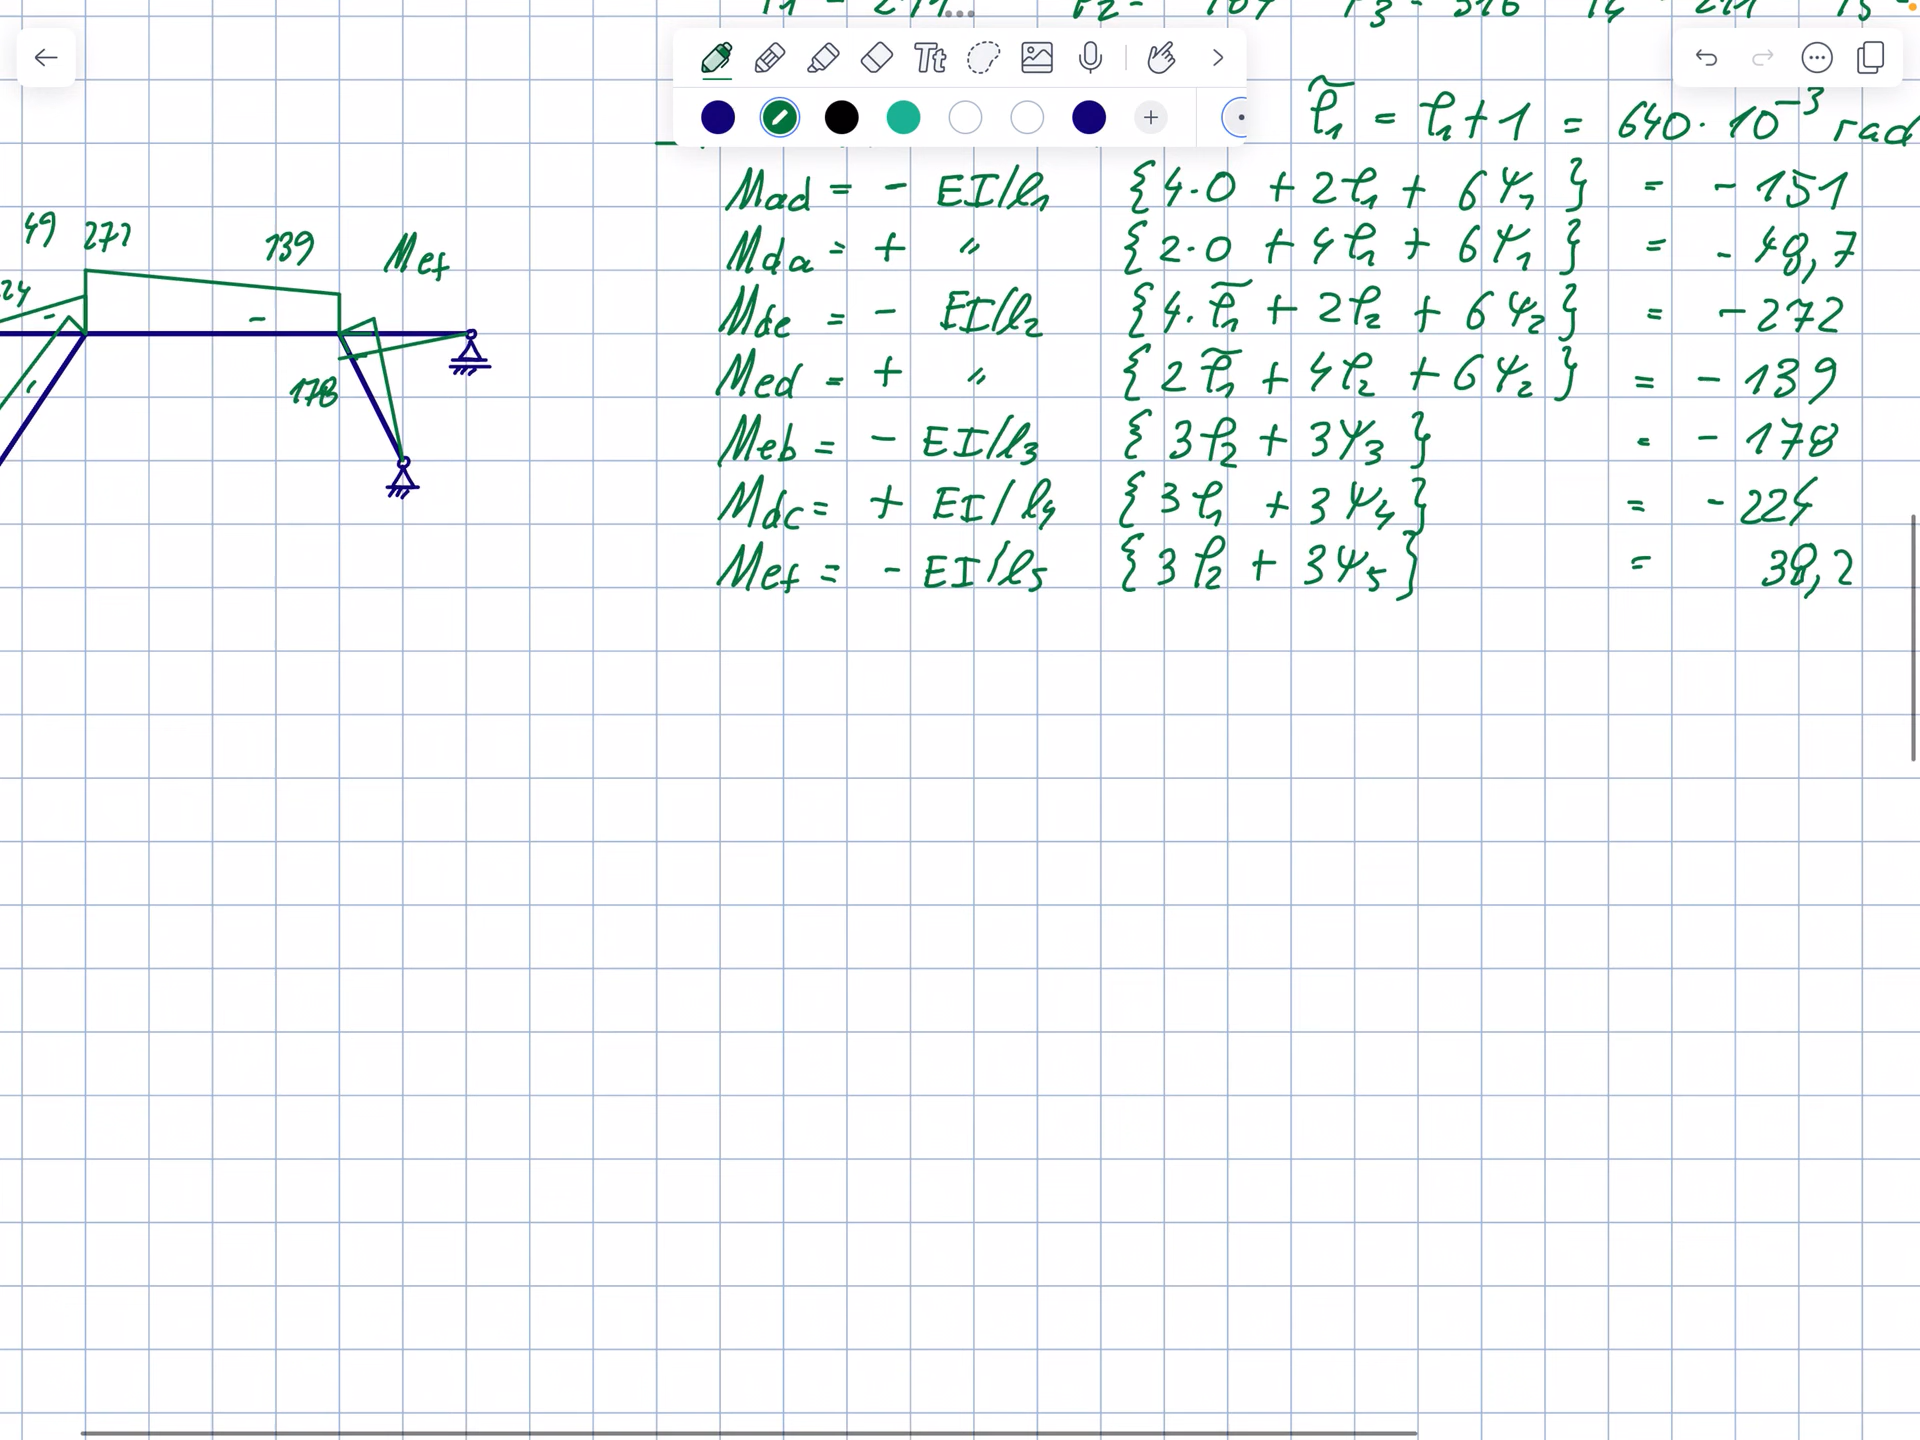 φ̃₁ = φ₁ + 1 = 640 · 10⁻³ rad
Mad = - EI/l₁ {4·0 + 2φ₁ + 6ψ₁} = - 151
Mda = + " {2·0 + 4φ₁ + 6ψ₁} = - 48,7
Mde = - EI/l₂ {4·φ̃₁ + 2φ₂ + 6ψ₂} = - 272
Med = + " {2φ̃₁ + 4φ₂ + 6ψ₂} = - 139
Meb = - EI/l₃ {3φ₂ + 3ψ₃} = - 178
Mdc = + EI/l₄ {3φ₁ + 3ψ₄} = - 224
Mef = - EI/l₅ {3φ₂ + 3ψ₅} = 38,2
49 139 Mef
24 - -
178
Tt